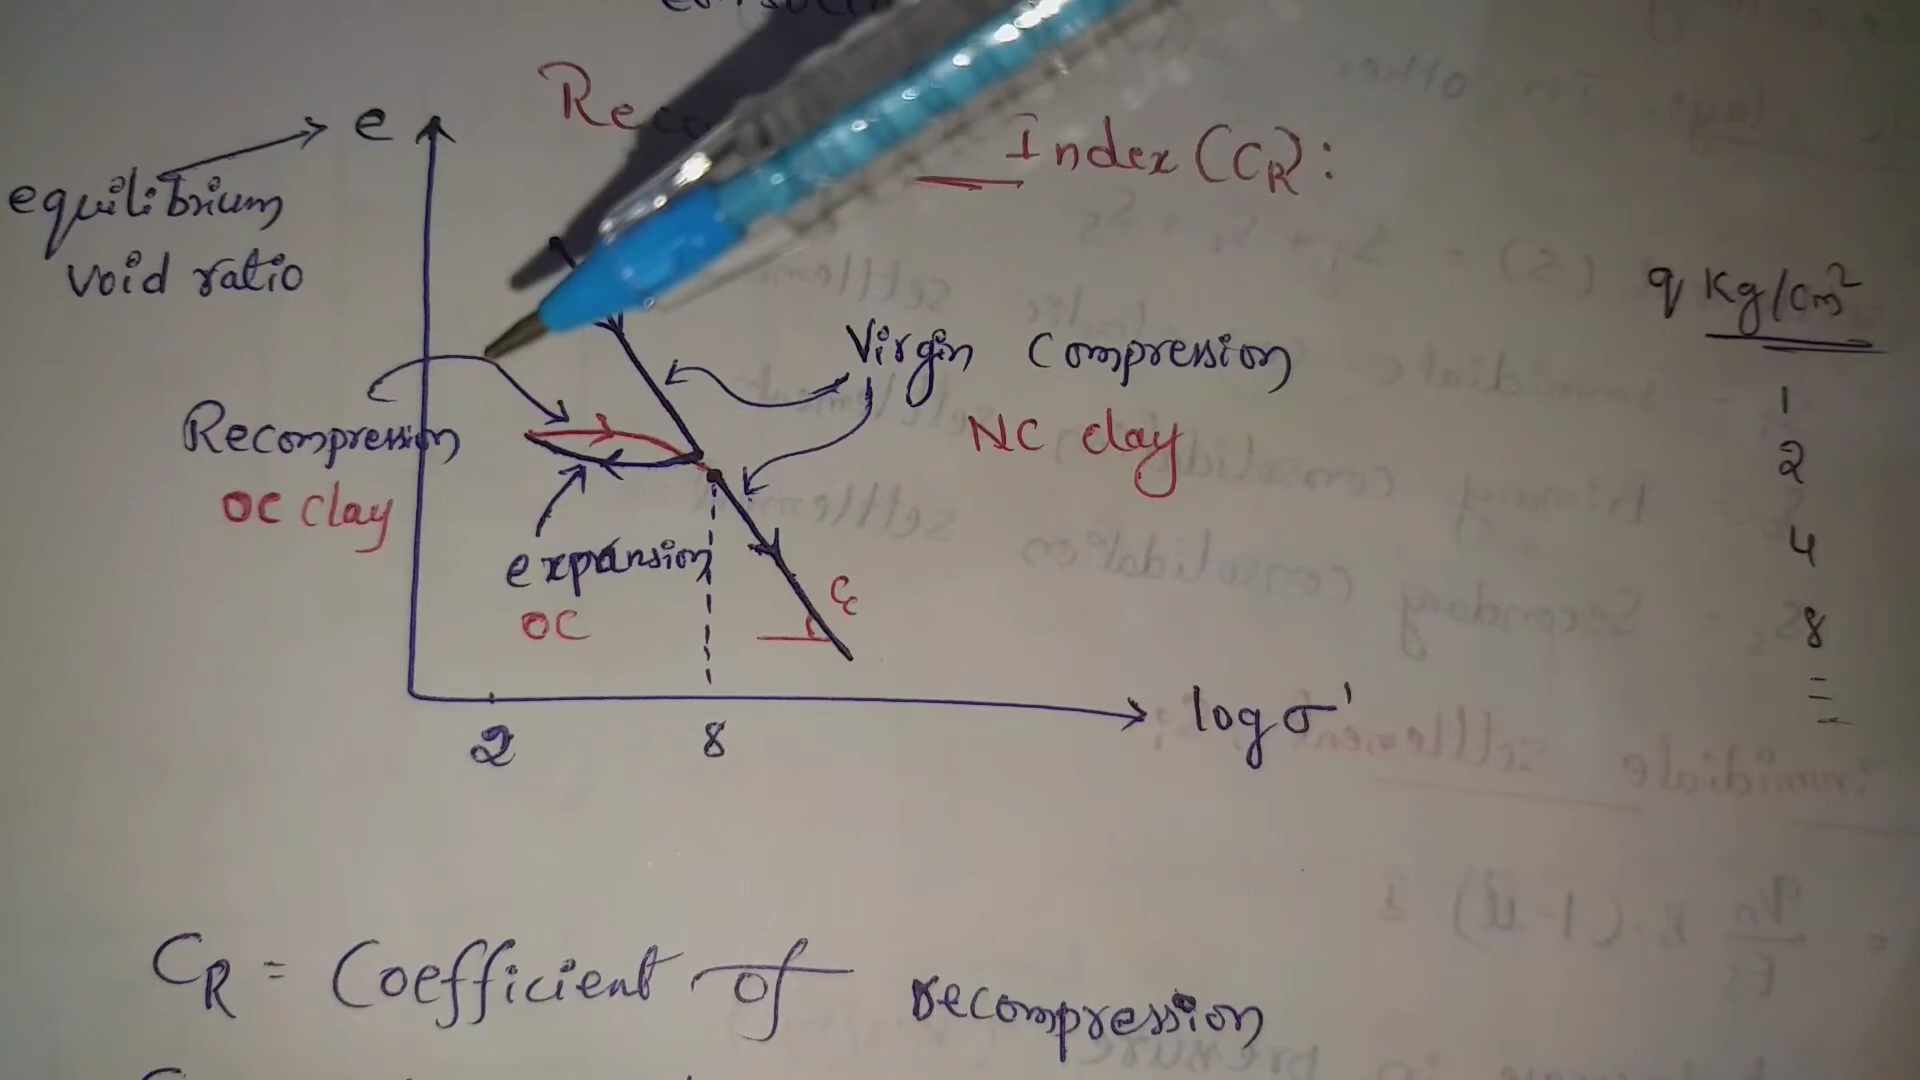 Index (CR):
e
equilibrium
void ratio
q Kg/cm²
1
2
4
8
Virgin Compression
NC clay
Recompression
OC clay
expansion
OC
Cc
2
8
log σ'
CR = Coefficient of recompression